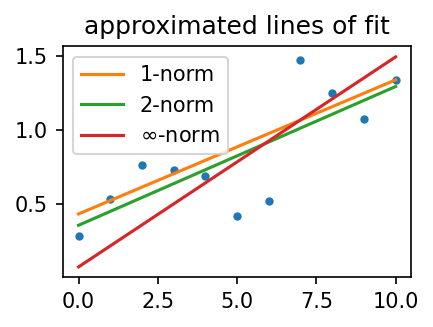 approximated lines of fit
1.5
1.0
0.5
1-norm
2-norm
∞-norm
0.0 2.5 5.0 7.5 10.0